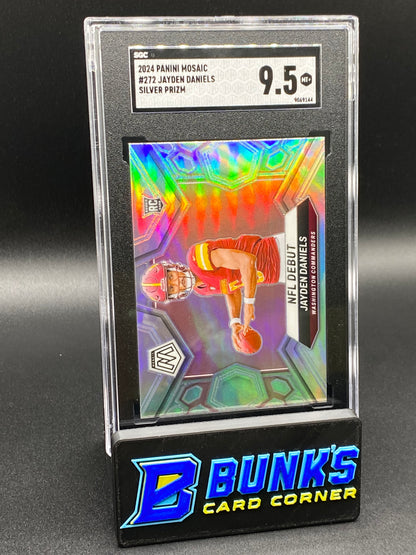 SGC
2024 PANINI MOSAIC
#272 JAYDEN DANIELS
SILVER PRIZM
9.5 MT+
9069144
RC
NFL DEBUT
JAYDEN DANIELS
WASHINGTON COMMANDERS
M
B BUNK'S
CARD CORNER